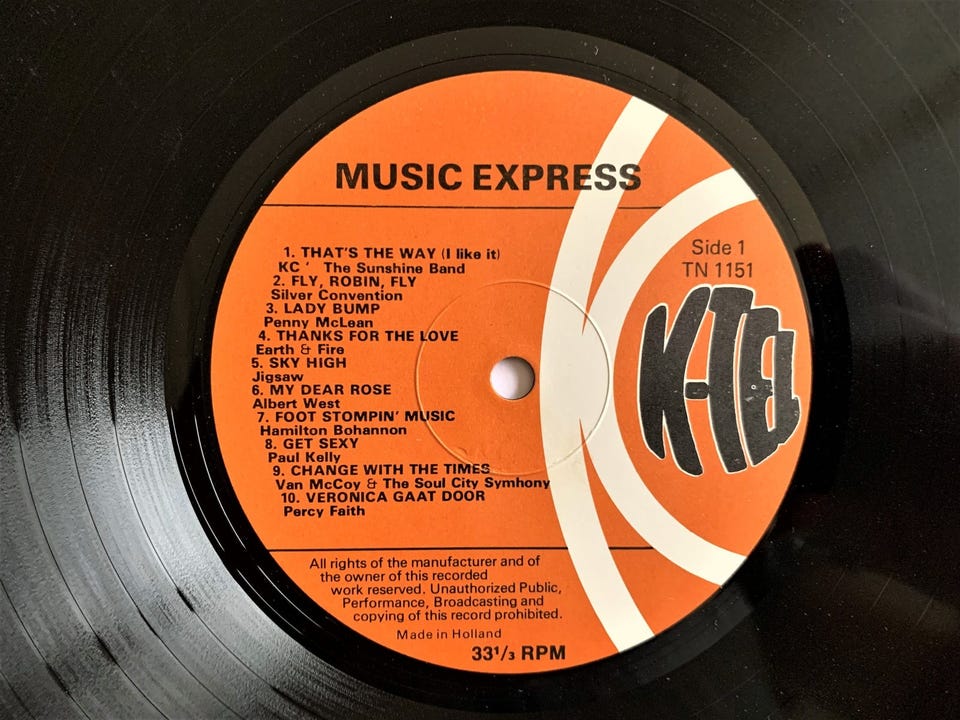 MUSIC EXPRESS
Side 1
TN 1151
K-Tel
1. THAT'S THE WAY (I like it)
KC ' The Sunshine Band
2. FLY, ROBIN, FLY
Silver Convention
3. LADY BUMP
Penny McLean
4. THANKS FOR THE LOVE
Earth & Fire
5. SKY HIGH
Jigsaw
6. MY DEAR ROSE
Albert West
7. FOOT STOMPIN' MUSIC
Hamilton Bohannon
8. GET SEXY
Paul Kelly
9. CHANGE WITH THE TIMES
Van McCoy & The Soul City Symhony
10. VERONICA GAAT DOOR
Percy Faith
All rights of the manufacturer and of
the owner of this recorded
work reserved. Unauthorized Public,
Performance, Broadcasting and
copying of this record prohibited.
Made in Holland
33¹/₃ RPM